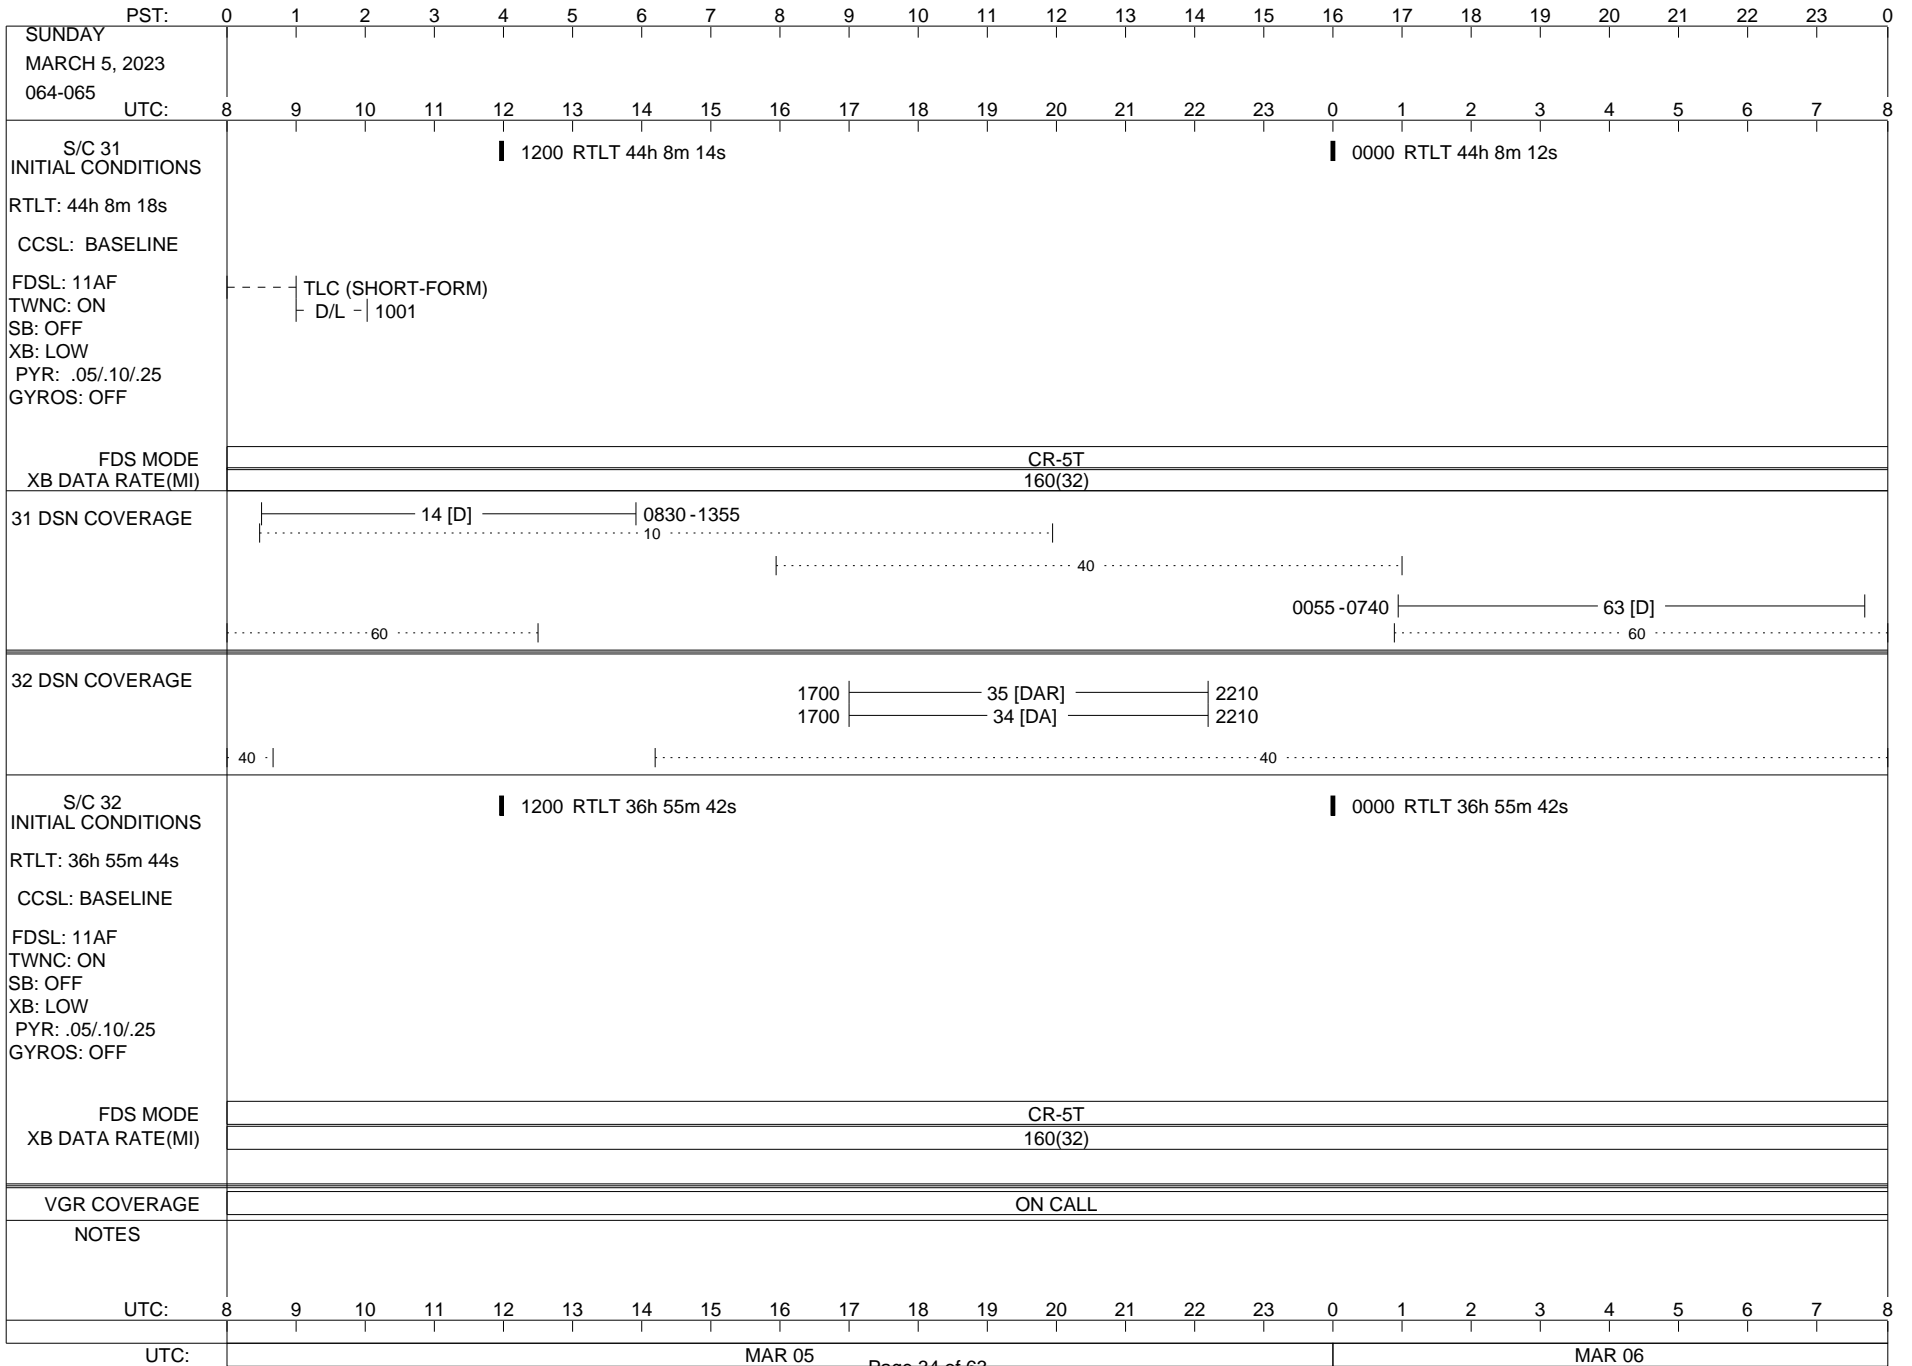 PST: 0 1 2 3 4 5 6 7 8 9 10 11 12 13 14 15 16 17 18 19 20 21 22 23 0
SUNDAY
MARCH 5, 2023
064-065
UTC: 8 9 10 11 12 13 14 15 16 17 18 19 20 21 22 23 0 1 2 3 4 5 6 7 8
S/C 31
INITIAL CONDITIONS
1200 RTLT 44h 8m 14s
0000 RTLT 44h 8m 12s
RTLT: 44h 8m 18s
CCSL: BASELINE
FDSL: 11AF
TLC (SHORT-FORM)
TWNC: ON
D/L 1001
SB: OFF
XB: LOW
PYR: .05/.10/.25
GYROS: OFF
FDS MODE CR-5T
XB DATA RATE(MI) 160(32)
31 DSN COVERAGE
14 [D] 0830-1355
10
40
0055-0740 63 [D]
60 60
32 DSN COVERAGE
1700 35 [DAR] 2210
1700 34 [DA] 2210
40 40
S/C 32
INITIAL CONDITIONS
1200 RTLT 36h 55m 42s
0000 RTLT 36h 55m 42s
RTLT: 36h 55m 44s
CCSL: BASELINE
FDSL: 11AF
TWNC: ON
SB: OFF
XB: LOW
PYR: .05/.10/.25
GYROS: OFF
FDS MODE CR-5T
XB DATA RATE(MI) 160(32)
VGR COVERAGE ON CALL
NOTES
UTC: 8 9 10 11 12 13 14 15 16 17 18 19 20 21 22 23 0 1 2 3 4 5 6 7 8
UTC: MAR 05 MAR 06
Page 34 of 63